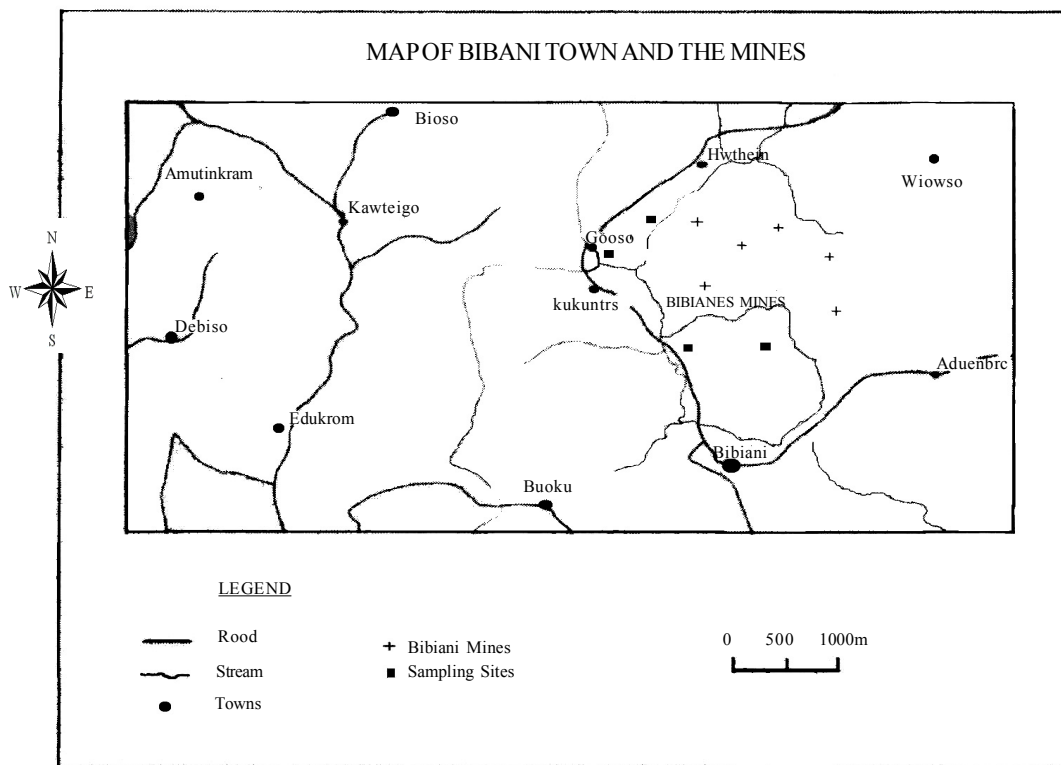 MAP OF BIBANI TOWN AND THE MINES
Bioso
Hwthein
Amutinkram
Wiowso
Kawteigo
N
Gooso
W E
kukuntrs
BIBIANES MINES
S
Debiso
Aduenbrc
Edukrom
Bibiani
Buoku
LEGEND
Rood
Bibiani Mines
0 500 1000m
Stream
Sampling Sites
Towns